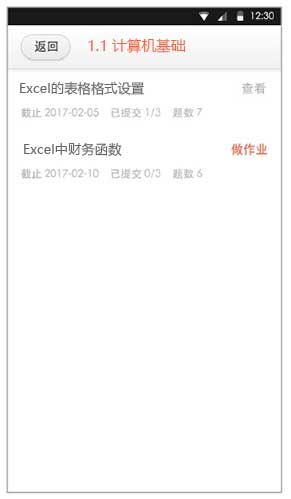 12:30
返回 1.1 计算机基础
Excel的表格格式设置 查看
截止 2017-02-05 已提交 1/3 题数 7
Excel中财务函数 做作业
截止 2017-02-10 已提交 0/3 题数 6